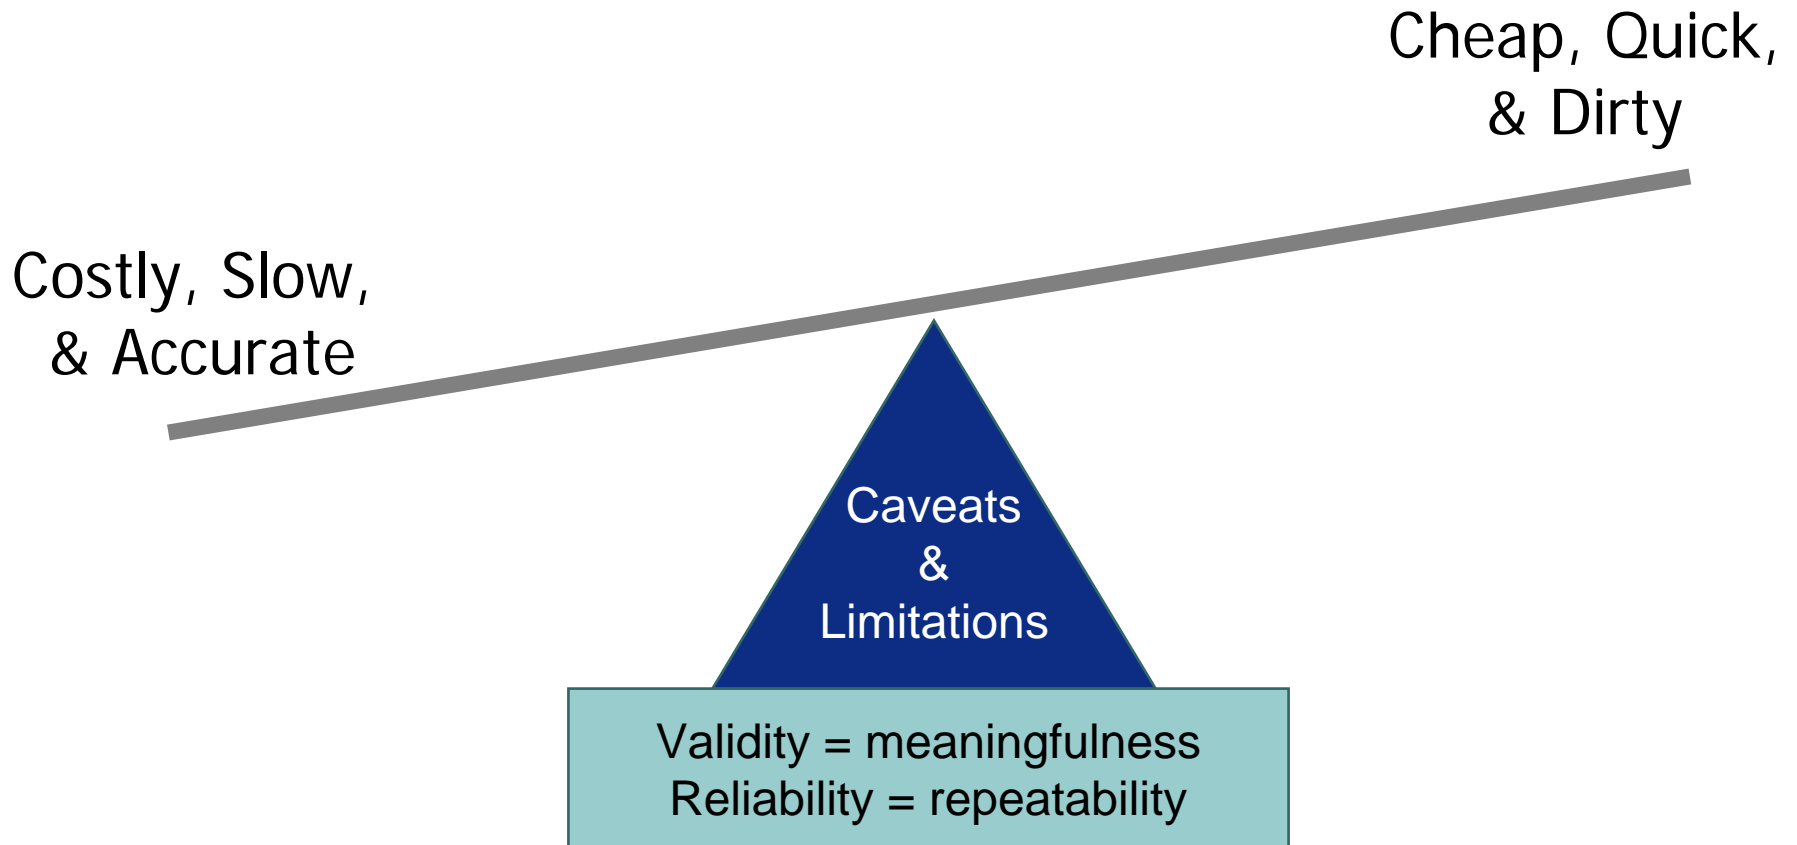 Cheap, Quick,
& Dirty
Costly, Slow,
& Accurate
Caveats
&
Limitations
Validity = meaningfulness
Reliability = repeatability